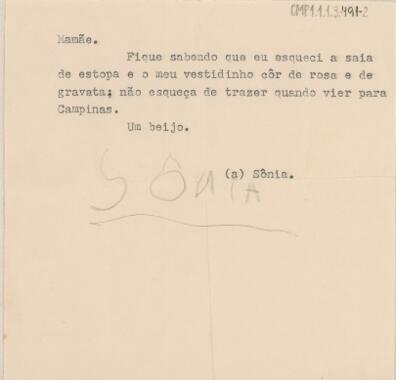 CMP1.1.1.3.491-2
Mamãe.
Fique sabendo que eu esqueci a saia
de estopa e o meu vestidinho côr de rosa e de
gravata; não esqueça de trazer quando vier para
Campinas.
Um beijo.
(a) Sônia.
SÔNIA